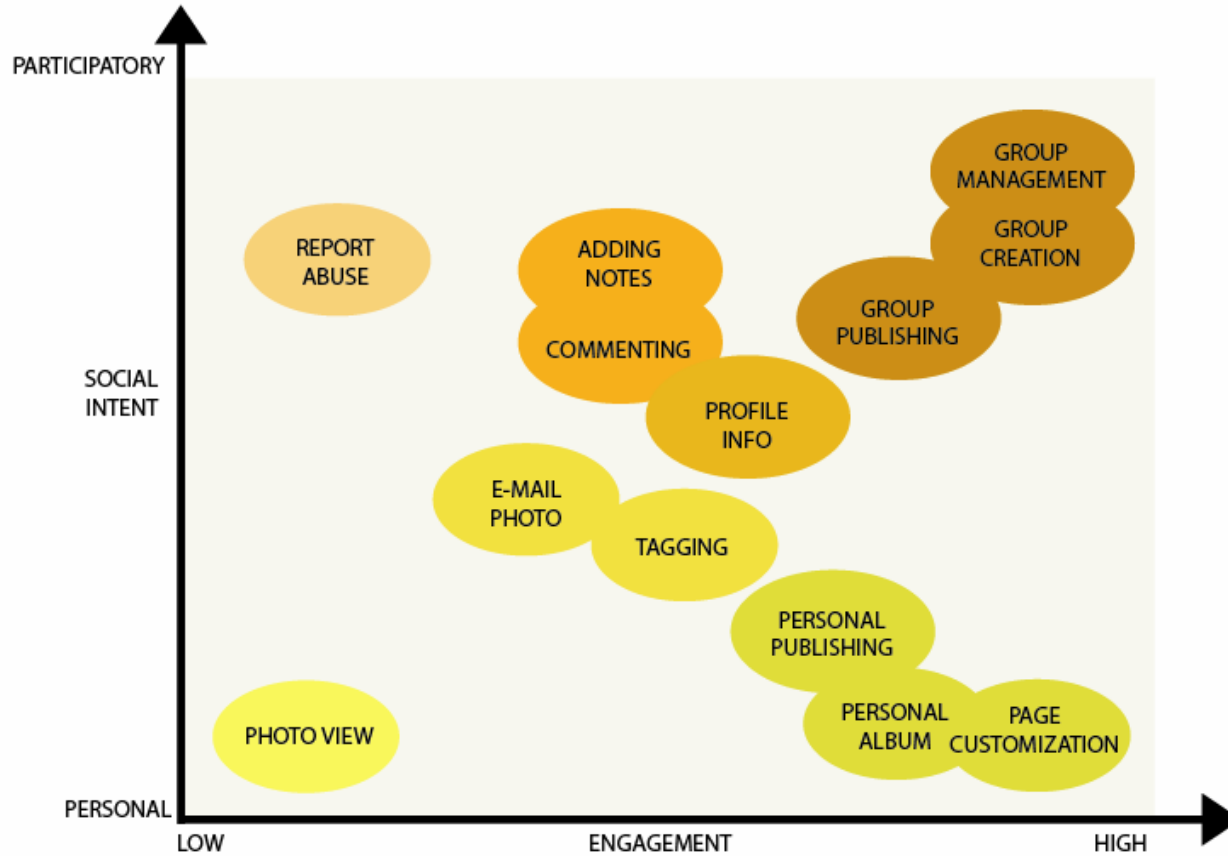 PARTICIPATORY
GROUP
MANAGEMENT
REPORT
ABUSE
ADDING
NOTES
GROUP
CREATION
GROUP
PUBLISHING
COMMENTING
SOCIAL
INTENT
PROFILE
INFO
E-MAIL
PHOTO
TAGGING
PERSONAL
PUBLISHING
PHOTO VIEW
PERSONAL
ALBUM
PAGE
CUSTOMIZATION
PERSONAL
LOW
ENGAGEMENT
HIGH